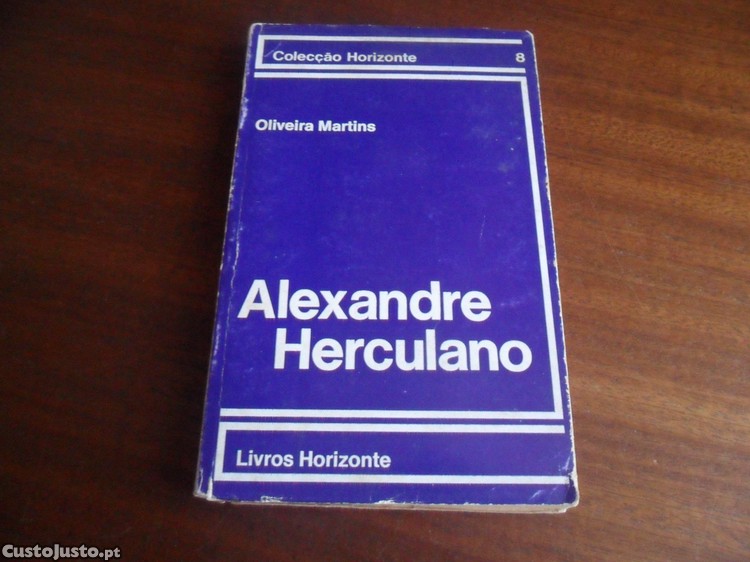 Colecção Horizonte 8
Oliveira Martins
Alexandre
Herculano
Livros Horizonte
CustoJusto.pt